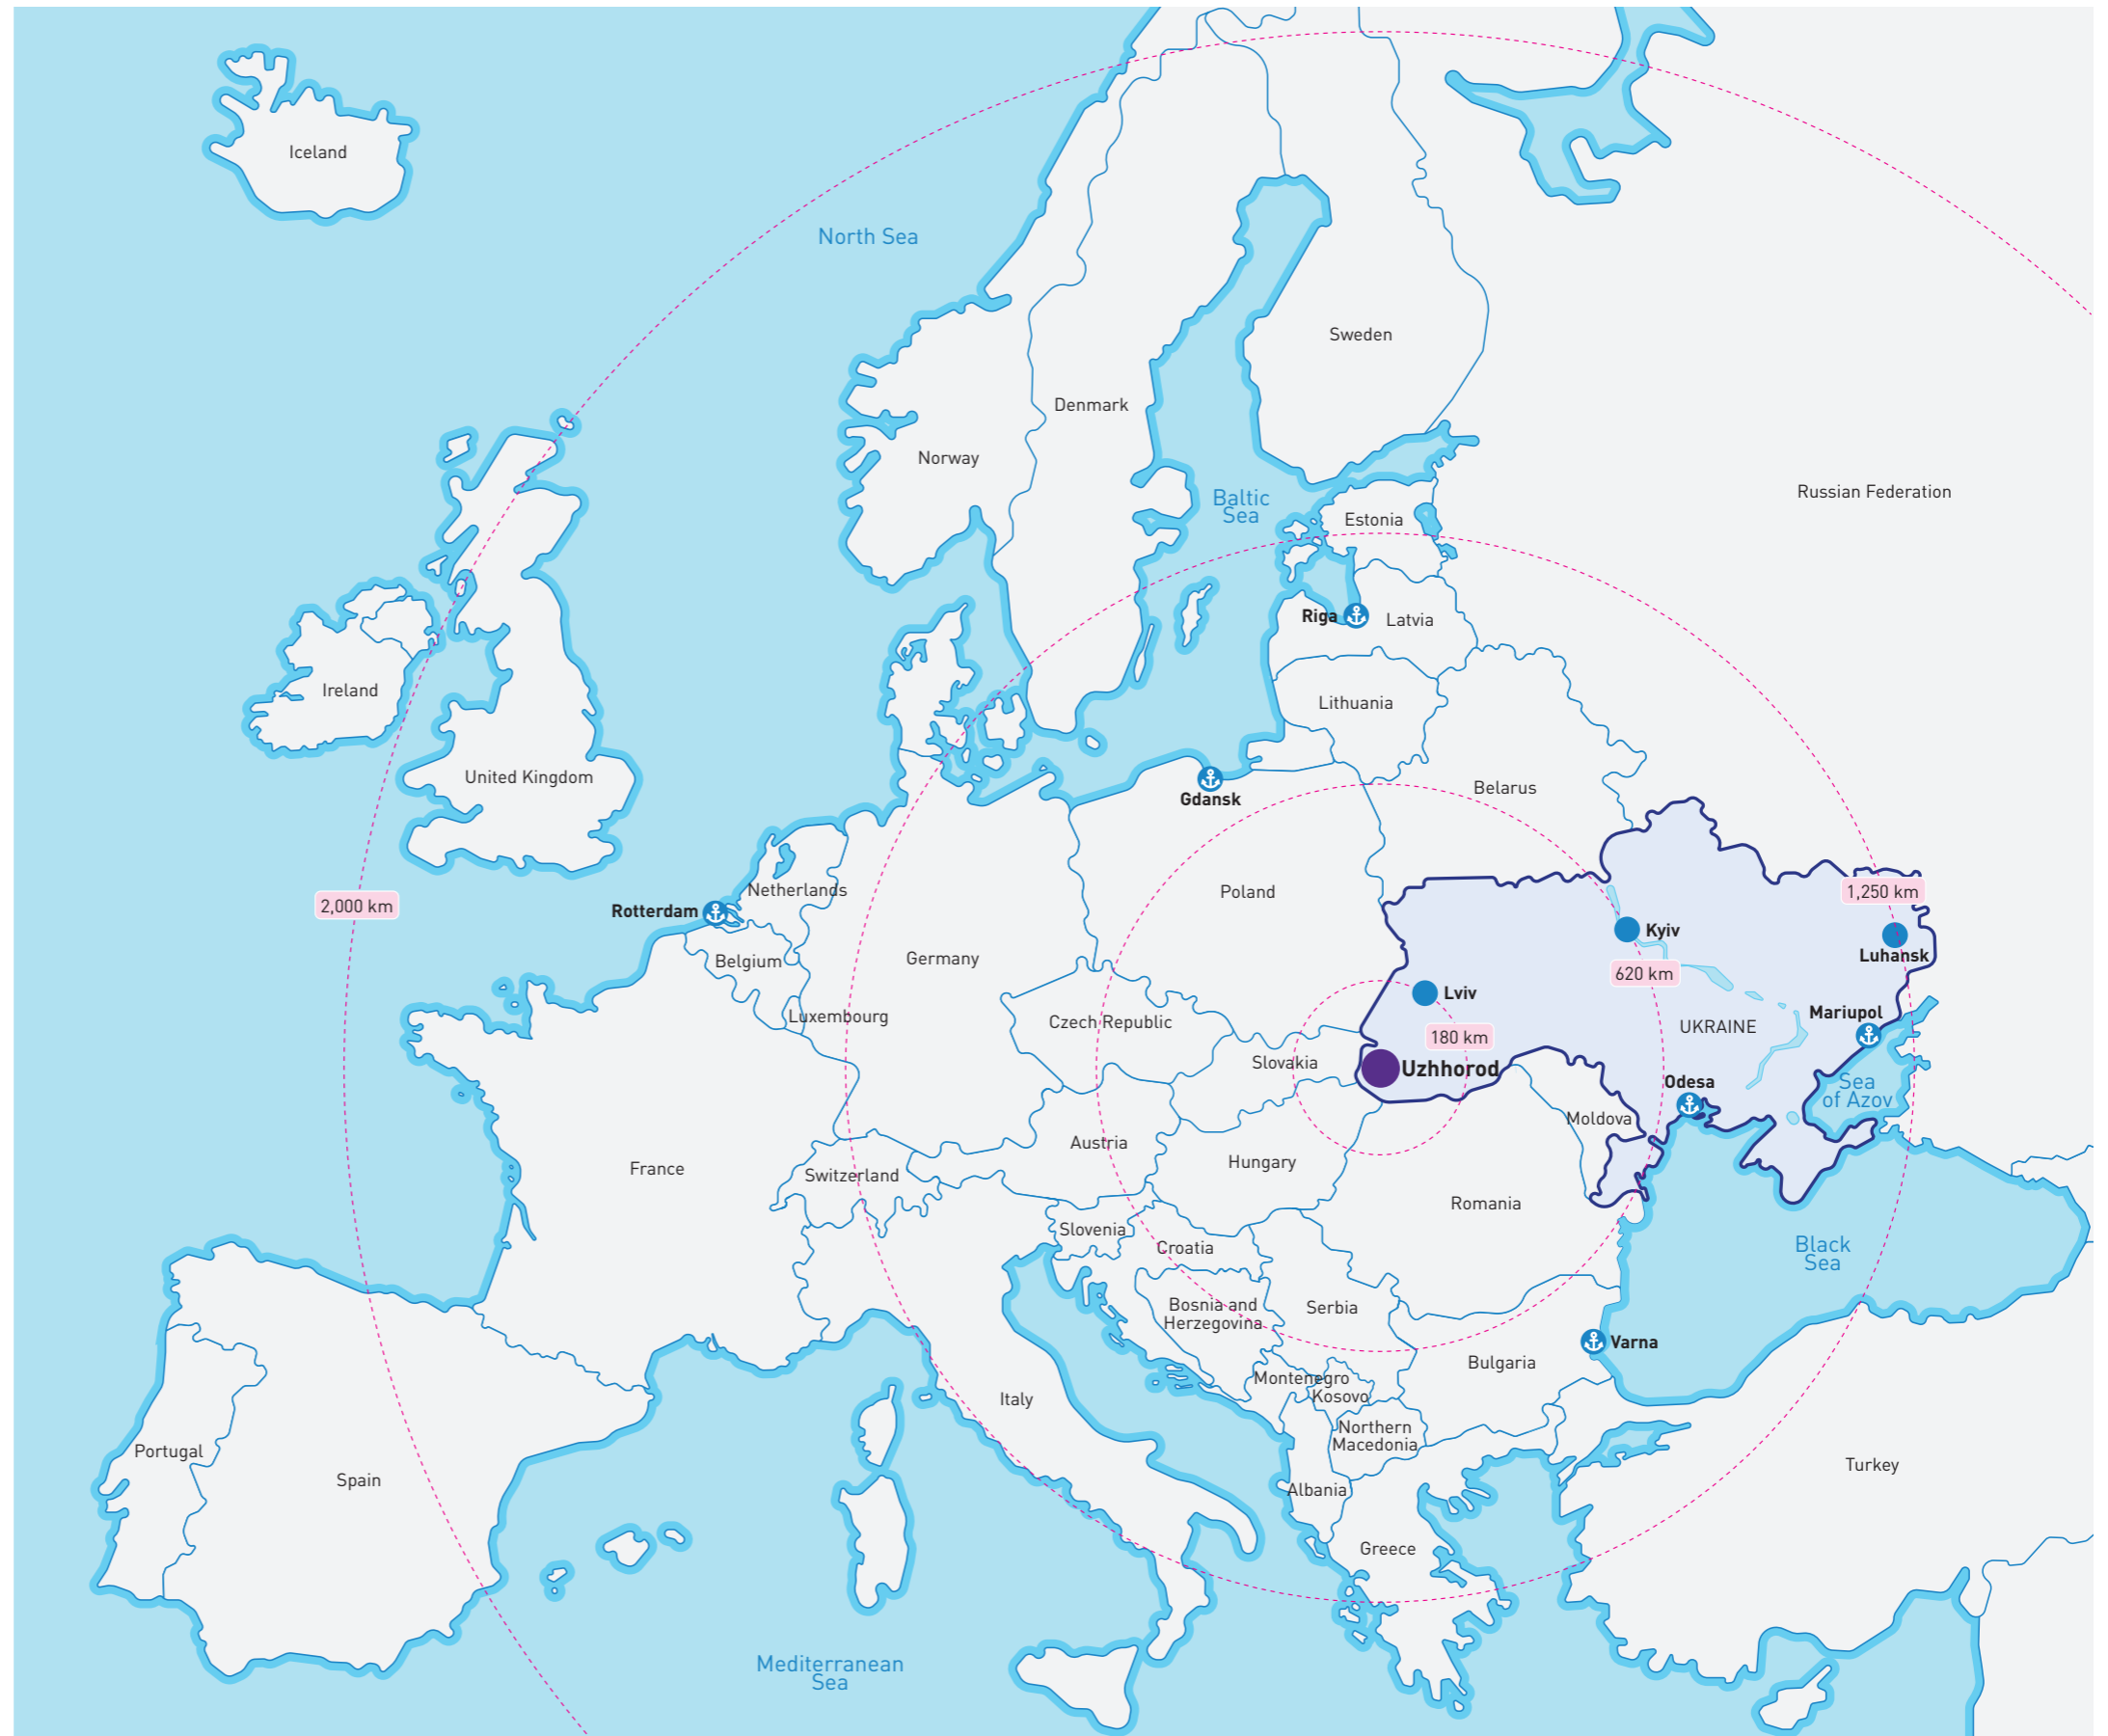 Iceland
North Sea
Sweden
Denmark
Norway
Russian Federation
Baltic
Sea
Estonia
Riga
Latvia
Ireland
Lithuania
United Kingdom
Gdansk
Belarus
Netherlands
Poland
1,250 km
2,000 km
Rotterdam
Kyiv
Belgium
Germany
Luhansk
620 km
Lviv
Luxembourg
Czech Republic
Mariupol
UKRAINE
180 km
Slovakia
Uzhhorod
Odesa
Sea
of Azov
Moldova
Austria
Hungary
France
Switzerland
Romania
Slovenia
Croatia
Black
Sea
Bosnia and
Herzegovina
Serbia
Varna
Bulgaria
Montenegro
Kosovo
Italy
Northern
Macedonia
Portugal
Spain
Turkey
Albania
Greece
Mediterranean
Sea